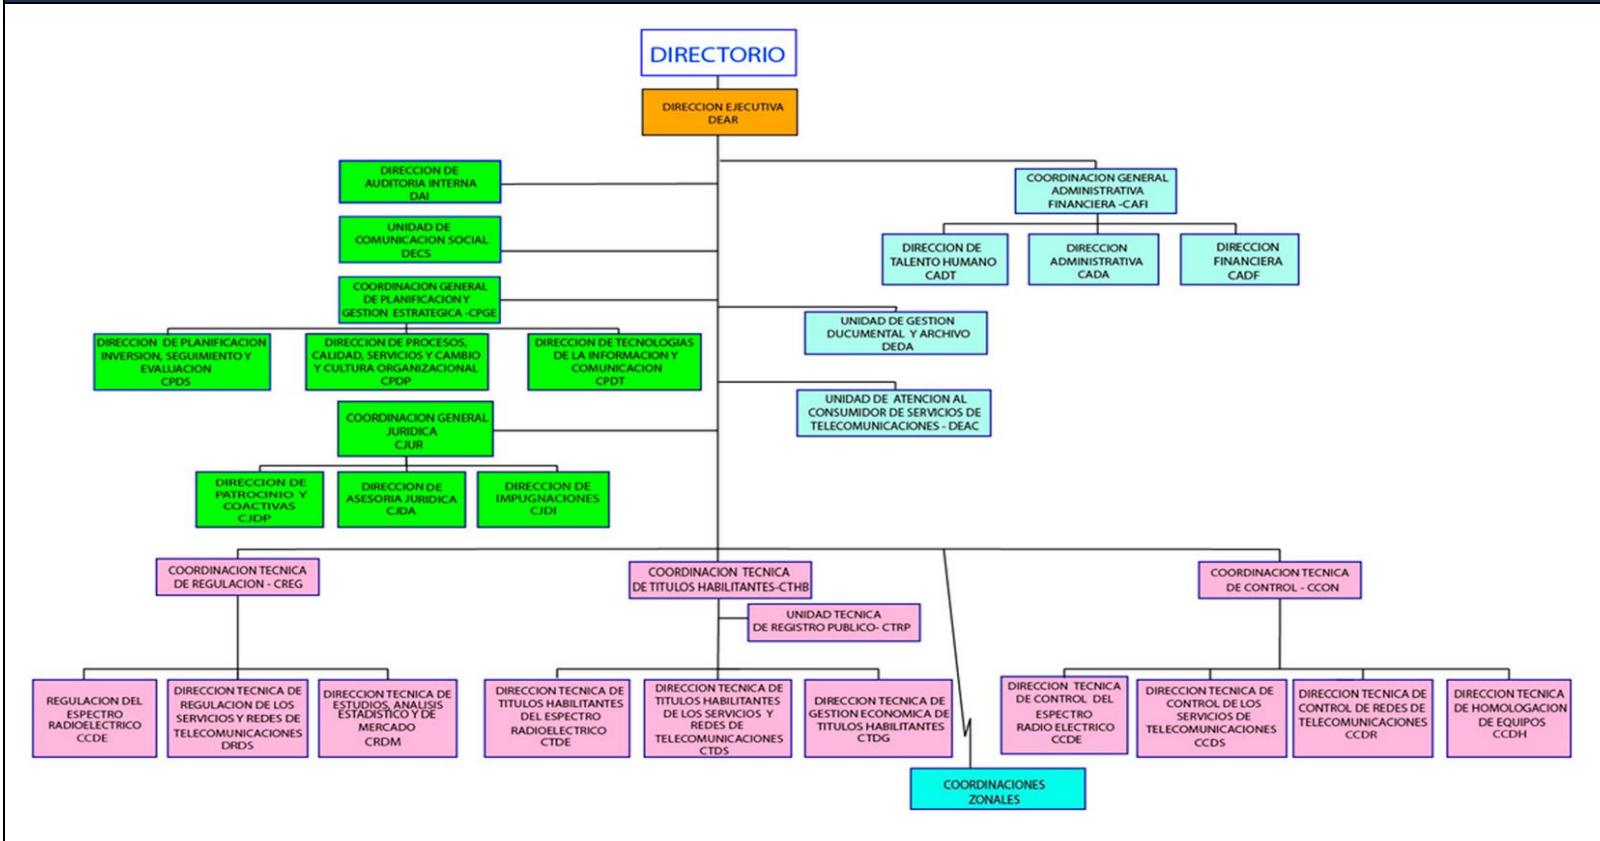 DIRECTORIO
DIRECCION EJECUTIVA
DEAR
DIRECCION DE
AUDITORIA INTERNA
DAI
UNIDAD DE
COMUNICACION SOCIAL
DECS
COORDINACION GENERAL
DE PLANIFICACION Y
GESTION ESTRATEGICA -CPGE
DIRECCION DE PLANIFICACION
INVERSION, SEGUIMIENTO Y
EVALUACION
CPDS
DIRECCION DE PROCESOS,
CALIDAD, SERVICIOS Y CAMBIO
Y CULTURA ORGANIZACIONAL
CPDP
DIRECCION DE TECNOLOGIAS
DE LA INFORMACION Y
COMUNICACION
CPDT
COORDINACION GENERAL
JURIDICA
CJUR
DIRECCION DE
PATROCINIO Y
COACTIVAS
CJDP
DIRECCION DE
ASESORIA JURIDICA
CJDA
DIRECCION DE
IMPUGNACIONES
CJDI
COORDINACION GENERAL
ADMINISTRATIVA
FINANCIERA -CAFI
DIRECCION DE
TALENTO HUMANO
CADT
DIRECCION
ADMINISTRATIVA
CADA
DIRECCION
FINANCIERA
CADF
UNIDAD DE GESTION
DUCUMENTAL Y ARCHIVO
DEDA
UNIDAD DE ATENCION AL
CONSUMIDOR DE SERVICIOS DE
TELECOMUNICACIONES - DEAC
COORDINACION TECNICA
DE REGULACION - CREG
COORDINACION TECNICA
DE TITULOS HABILITANTES-CTHB
COORDINACION TECNICA
DE CONTROL - CCON
UNIDAD TECNICA
DE REGISTRO PUBLICO- CTRP
REGULACION DEL
ESPECTRO
RADIOELECTRICO
CCDE
DIRECCION TECNICA DE
REGULACION DE LOS
SERVICIOS Y REDES DE
TELECOMUNICACIONES
DRDS
DIRECCION TECNICA DE
ESTUDIOS, ANALISIS
ESTADISTICO Y DE
MERCADO
CRDM
DIRECCION TECNICA DE
TITULOS HABILITANTES
DEL ESPECTRO
RADIOELECTRICO
CTDE
DIRECCION TECNICA DE
TITULOS HABILITANTES
DE LOS SERVICIOS Y
REDES DE
TELECOMUNICACIONES
CTDS
DIRECCION TECNICA DE
GESTION ECONOMICA DE
TITULOS HABILITANTES
CTDG
DIRECCION TECNICA
DE CONTROL DEL
ESPECTRO
RADIO ELECTRICO
CCDE
DIRECCION TECNICA DE
CONTROL DE LOS
SERVICIOS DE
TELECOMUNICACIONES
CCDS
DIRECCION TECNICA DE
CONTROL DE REDES DE
TELECOMUNICACIONES
CCDR
DIRECCION TECNICA
DE HOMOLOGACION
DE EQUIPOS
CCDH
COORDINACIONES
ZONALES